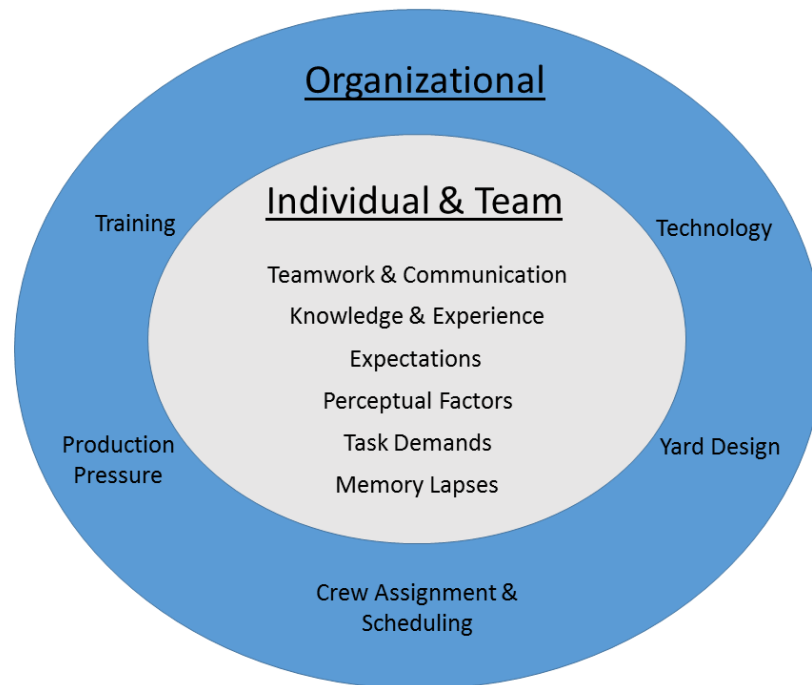 Organizational
Individual & Team
Training
Technology
Teamwork & Communication
Knowledge & Experience
Expectations
Perceptual Factors
Task Demands
Memory Lapses
Production
Pressure
Yard Design
Crew Assignment &
Scheduling